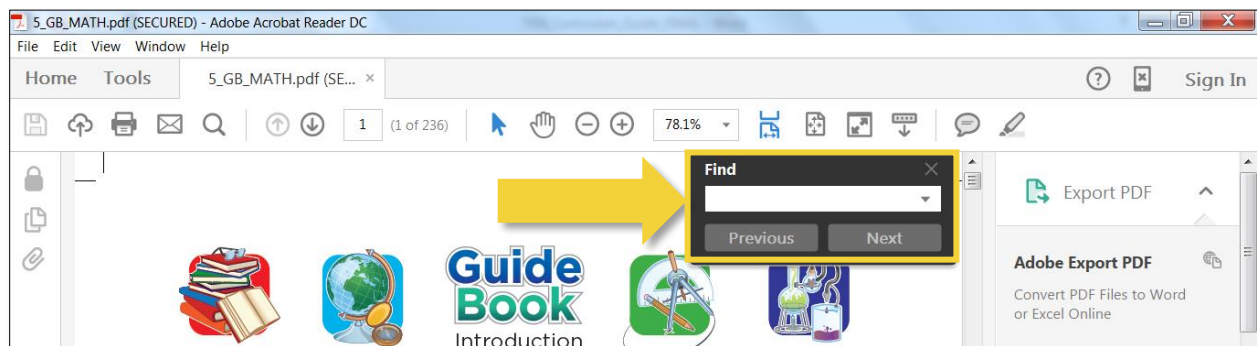 5_GB_MATH.pdf (SECURED) - Adobe Acrobat Reader DC
File Edit View Window Help
Home Tools 5_GB_MATH.pdf (SE... × ? Sign In
1 (1 of 236) 78.1%
Find
Previous Next
Export PDF
Adobe Export PDF
Convert PDF Files to Word
or Excel Online
Guide
Book
Introduction